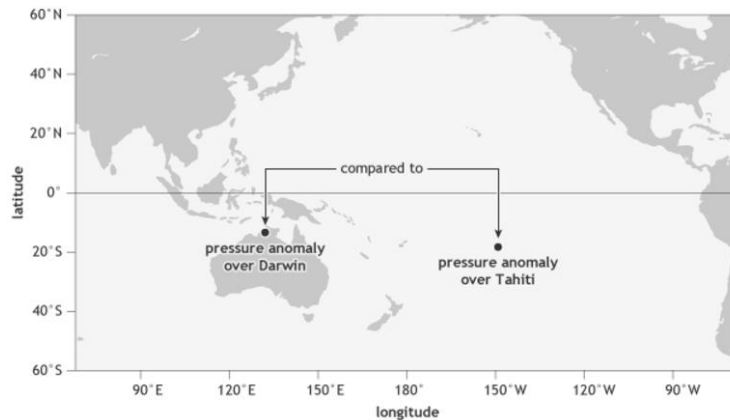 60°N
40°N
20°N
compared to
0°
latitude
20°S
pressure anomaly
over Darwin
pressure anomaly
over Tahiti
40°S
60°S
90°E
120°E
150°E
180°
150°W
120°W
90°W
longitude